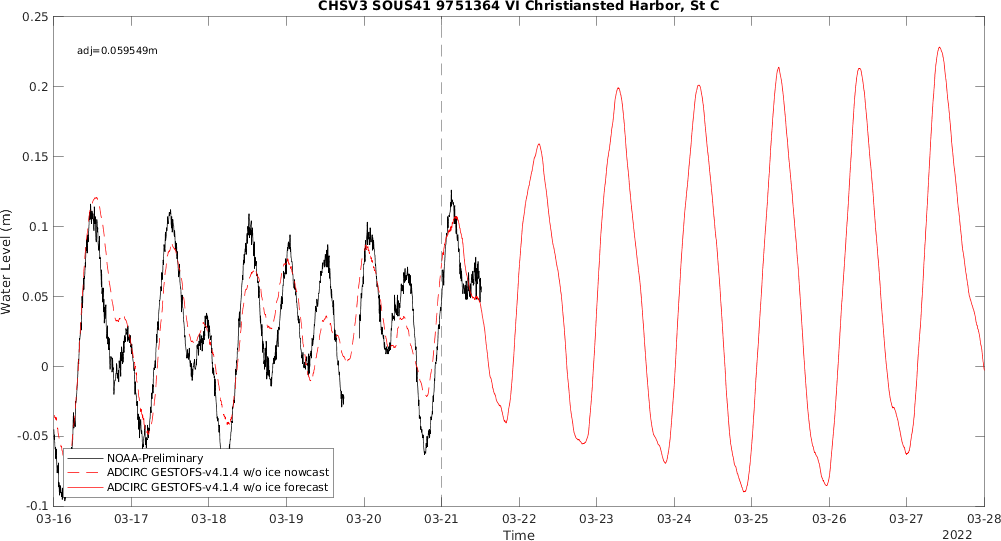 CHSV3 SOUS41 9751364 VI Christiansted Harbor, St C
adj=0.059549m
0.25
0.2
0.15
0.1
0.05
0
-0.05
-0.1
Water Level (m)
NOAA-Preliminary
ADCIRC GESTOFS-v4.1.4 w/o ice nowcast
ADCIRC GESTOFS-v4.1.4 w/o ice forecast
03-16 03-17 03-18 03-19 03-20 03-21 03-22 03-23 03-24 03-25 03-26 03-27 03-28
Time
2022